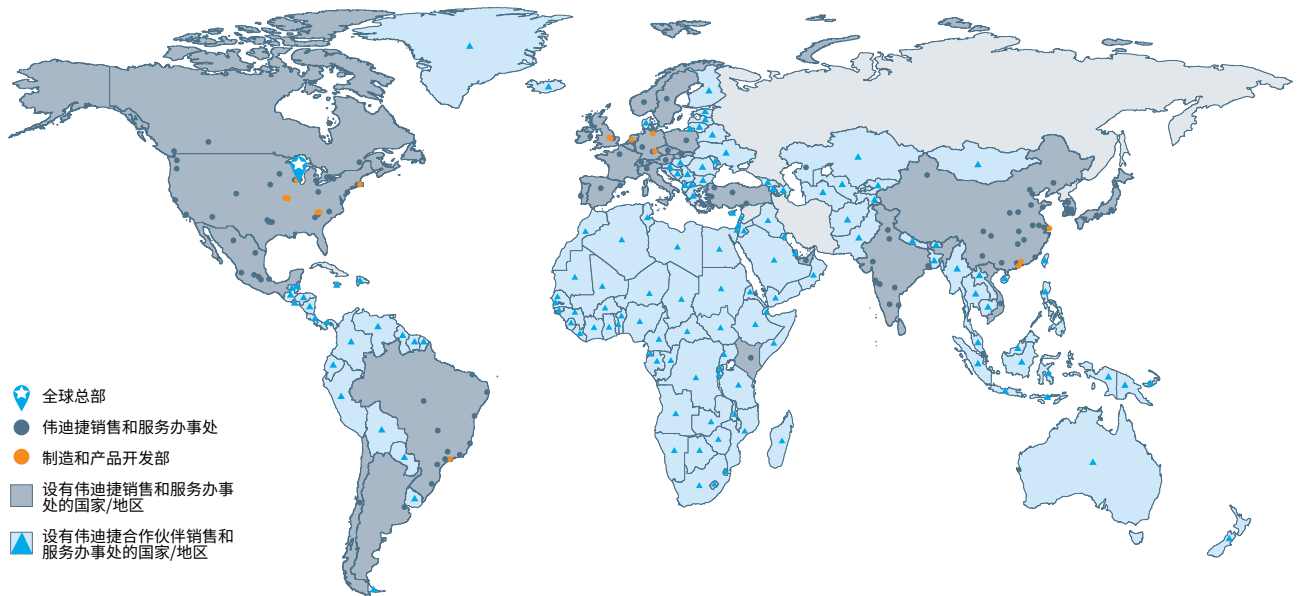 全球总部
伟迪捷销售和服务办事处
制造和产品开发部
设有伟迪捷销售和服务办事
处的国家/地区
设有伟迪捷合作伙伴销售和
服务办事处的国家/地区